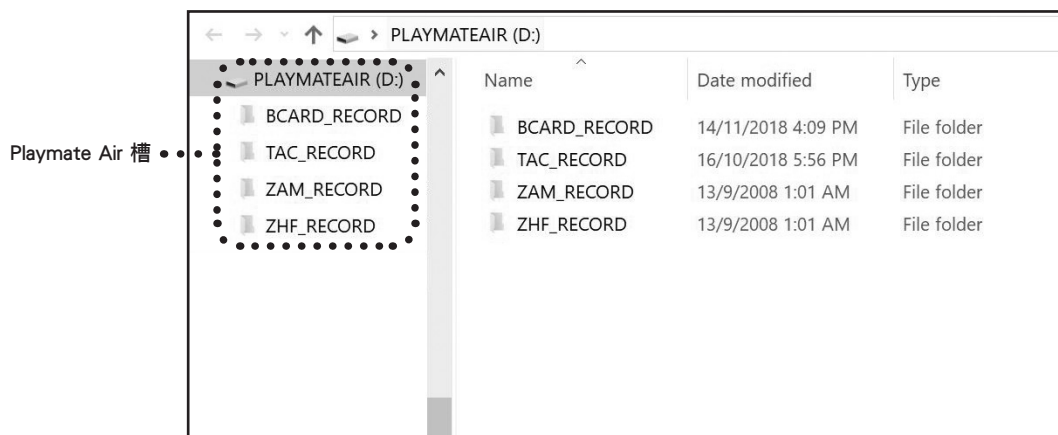 PLAYMATEAIR (D:)
PLAYMATEAIR (D:)
BCARD_RECORD
TAC_RECORD
ZAM_RECORD
ZHF_RECORD
Playmate Air 槽
Name Date modified Type
BCARD_RECORD 14/11/2018 4:09 PM File folder
TAC_RECORD 16/10/2018 5:56 PM File folder
ZAM_RECORD 13/9/2008 1:01 AM File folder
ZHF_RECORD 13/9/2008 1:01 AM File folder